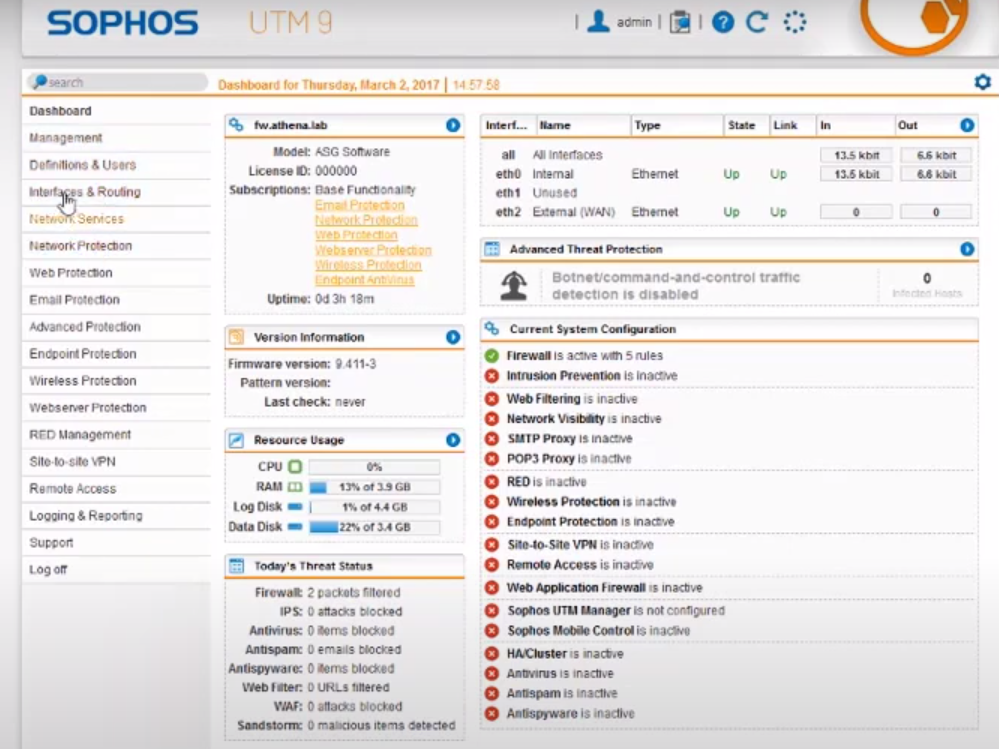 SOPHOS UTM 9
admin
search
Dashboard for Thursday, March 2, 2017 | 14:57:58
Dashboard
Management
Definitions & Users
Interfaces & Routing
Network Services
Network Protection
Web Protection
Email Protection
Advanced Protection
Endpoint Protection
Wireless Protection
Webserver Protection
RED Management
Site-to-site VPN
Remote Access
Logging & Reporting
Support
Log off
fw.athena.lab
Model: ASG Software
License ID: 000000
Subscriptions: Base Functionality
Email Protection
Network Protection
Web Protection
Webserver Protection
Wireless Protection
Endpoint AntiVirus
Uptime: 0d 3h 18m
Version Information
Firmware version: 9.411-3
Pattern version:
Last check: never
Resource Usage
CPU 0%
RAM 13% of 3.9 GB
Log Disk 1% of 4.4 GB
Data Disk 22% of 3.4 GB
Today's Threat Status
Firewall: 2 packets filtered
IPS: 0 attacks blocked
Antivirus: 0 items blocked
Antispam: 0 emails blocked
Antispyware: 0 items blocked
Web Filter: 0 URLs filtered
WAF: 0 attacks blocked
Sandstorm: 0 malicious items detected
Interf... Name Type State Link In Out
all All Interfaces 13.5 kbit 6.6 kbit
eth0 Internal Ethernet Up Up 13.5 kbit 6.6 kbit
eth1 Unused
eth2 External (WAN) Ethernet Up Up 0 0
Advanced Threat Protection
Botnet/command-and-control traffic
detection is disabled
0
Infected Hosts
Current System Configuration
Firewall is active with 5 rules
Intrusion Prevention is inactive
Web Filtering is inactive
Network Visibility is inactive
SMTP Proxy is inactive
POP3 Proxy is inactive
RED is inactive
Wireless Protection is inactive
Endpoint Protection is inactive
Site-to-Site VPN is inactive
Remote Access is inactive
Web Application Firewall is inactive
Sophos UTM Manager is not configured
Sophos Mobile Control is inactive
HA/Cluster is inactive
Antivirus is inactive
Antispam is inactive
Antispyware is inactive